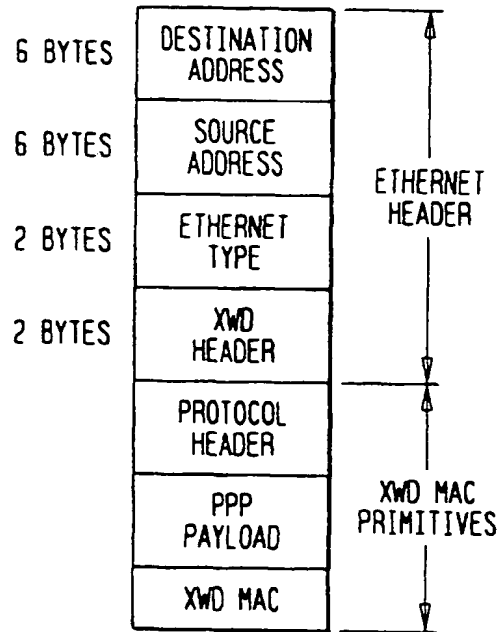 6 BYTES
DESTINATION
ADDRESS
6 BYTES
SOURCE
ADDRESS
2 BYTES
ETHERNET
TYPE
2 BYTES
XWD
HEADER
ETHERNET
HEADER
PROTOCOL
HEADER
PPP
PAYLOAD
XWD MAC
XWD MAC
PRIMITIVES